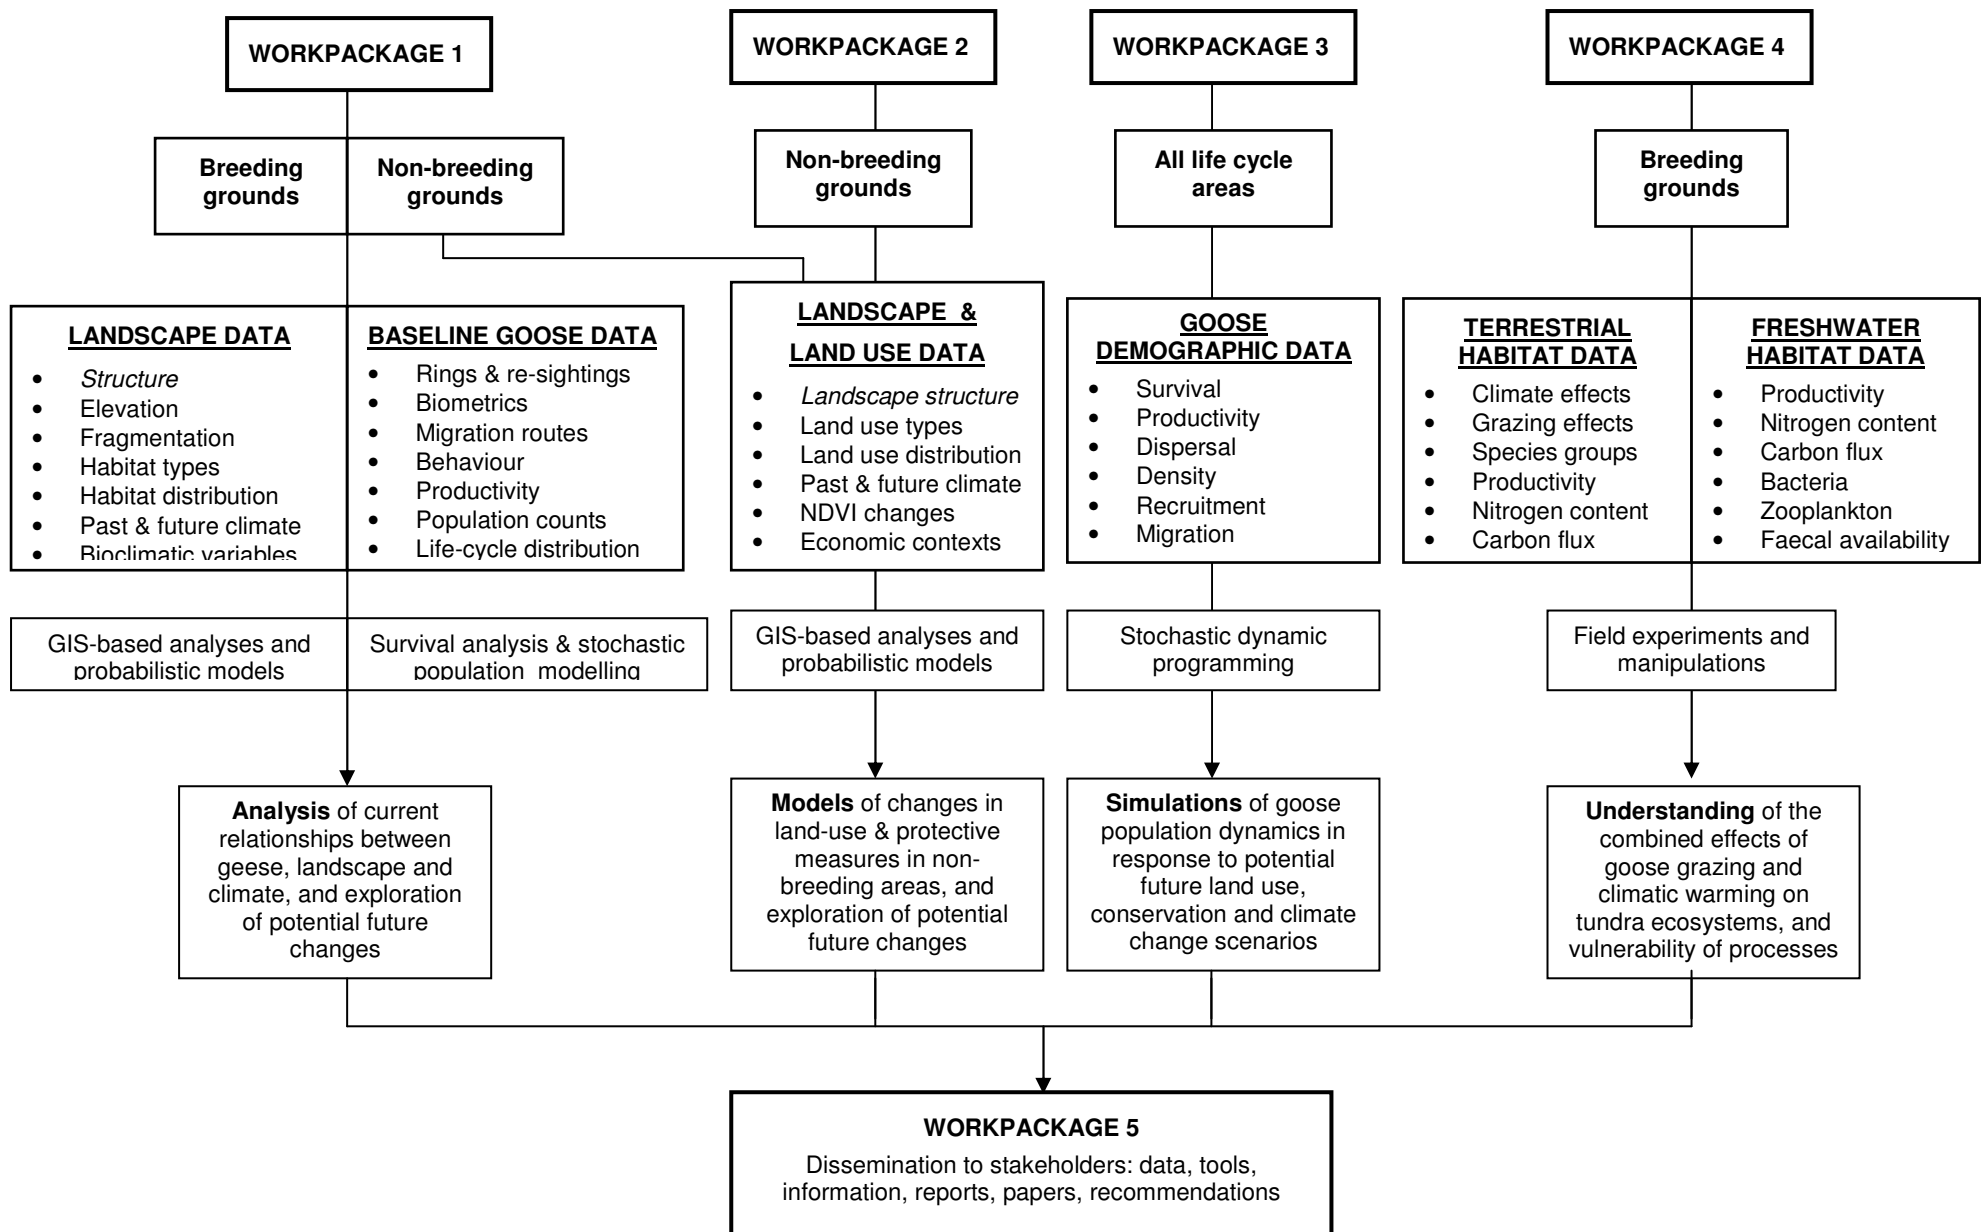 WORKPACKAGE 1
WORKPACKAGE 2
WORKPACKAGE 3
WORKPACKAGE 4
Breeding
grounds
Non-breeding
grounds
Non-breeding
grounds
All life cycle
areas
Breeding
grounds
LANDSCAPE DATA
• Structure
• Elevation
• Fragmentation
• Habitat types
• Habitat distribution
• Past & future climate
• Bioclimatic variables
BASELINE GOOSE DATA
• Rings & re-sightings
• Biometrics
• Migration routes
• Behaviour
• Productivity
• Population counts
• Life-cycle distribution
LANDSCAPE &
LAND USE DATA
• Landscape structure
• Land use types
• Land use distribution
• Past & future climate
• NDVI changes
• Economic contexts
GOOSE
DEMOGRAPHIC DATA
• Survival
• Productivity
• Dispersal
• Density
• Recruitment
• Migration
TERRESTRIAL
HABITAT DATA
• Climate effects
• Grazing effects
• Species groups
• Productivity
• Nitrogen content
• Carbon flux
FRESHWATER
HABITAT DATA
• Productivity
• Nitrogen content
• Carbon flux
• Bacteria
• Zooplankton
• Faecal availability
GIS-based analyses and
probabilistic models
Survival analysis & stochastic
population modelling
GIS-based analyses and
probabilistic models
Stochastic dynamic
programming
Field experiments and
manipulations
Analysis of current
relationships between
geese, landscape and
climate, and exploration
of potential future
changes
Models of changes in
land-use & protective
measures in non-
breeding areas, and
exploration of potential
future changes
Simulations of goose
population dynamics in
response to potential
future land use,
conservation and climate
change scenarios
Understanding of the
combined effects of
goose grazing and
climatic warming on
tundra ecosystems, and
vulnerability of processes
WORKPACKAGE 5
Dissemination to stakeholders: data, tools,
information, reports, papers, recommendations